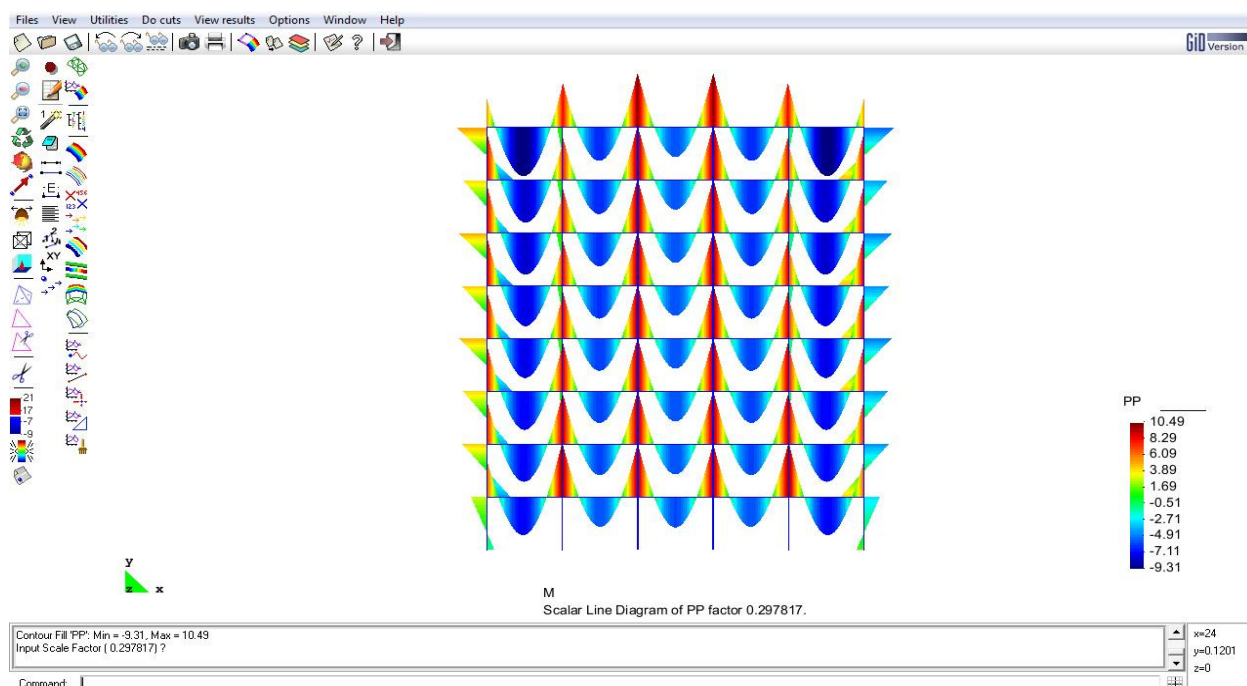 Files View Utilities Do cuts View results Options Window Help
GiD Version
21
17
-7
-9
E
XY
PP
10.49
8.29
6.09
3.89
1.69
-0.51
-2.71
-4.91
-7.11
-9.31
y
z x
M
Scalar Line Diagram of PP factor 0.297817.
Contour Fill 'PP': Min = -9.31, Max = 10.49
Input Scale Factor ( 0.297817) ?
x=24
y=0.1201
z=0
Command: